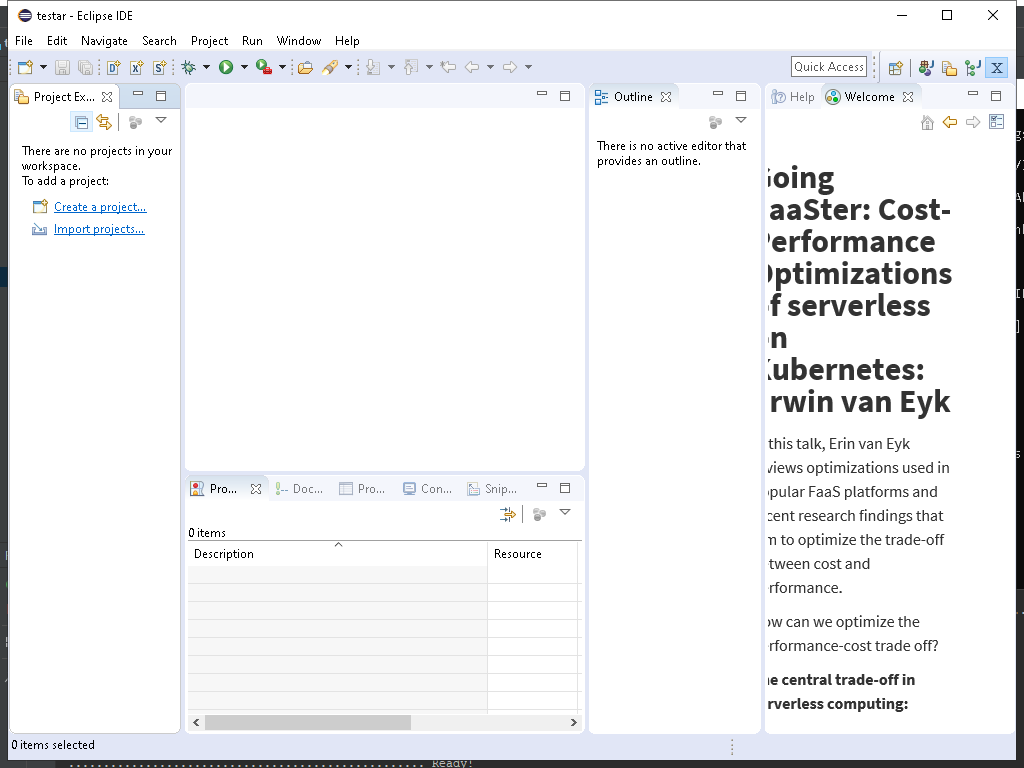 testar - Eclipse IDE
File Edit Navigate Search Project Run Window Help
Quick Access
Project Ex...
There are no projects in your
workspace.
To add a project:
Create a project...
Import projects...
Outline
There is no active editor that
provides an outline.
Help Welcome
oing
aaSter: Cost-
erformance
ptimizations
f serverless
n
ubernetes:
rwin van Eyk
this talk, Erin van Eyk
views optimizations used in
pular FaaS platforms and
cent research findings that
m to optimize the trade-off
tween cost and
rformance.
ow can we optimize the
rformance-cost trade off?
e central trade-off in
rverless computing:
Pro... Doc... Pro... Con... Snip...
0 items
Description Resource
0 items selected
Ready!